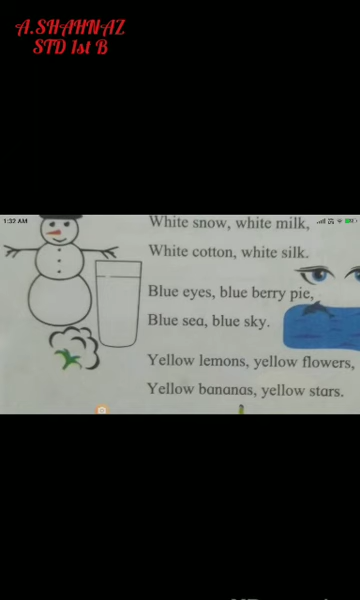 A.SHAHNAZ
STD 1st B
1:32 AM
White snow, white milk,
White cotton, white silk.
Blue eyes, blue berry pie,
Blue sea, blue sky.
Yellow lemons, yellow flowers,
Yellow bananas, yellow stars.